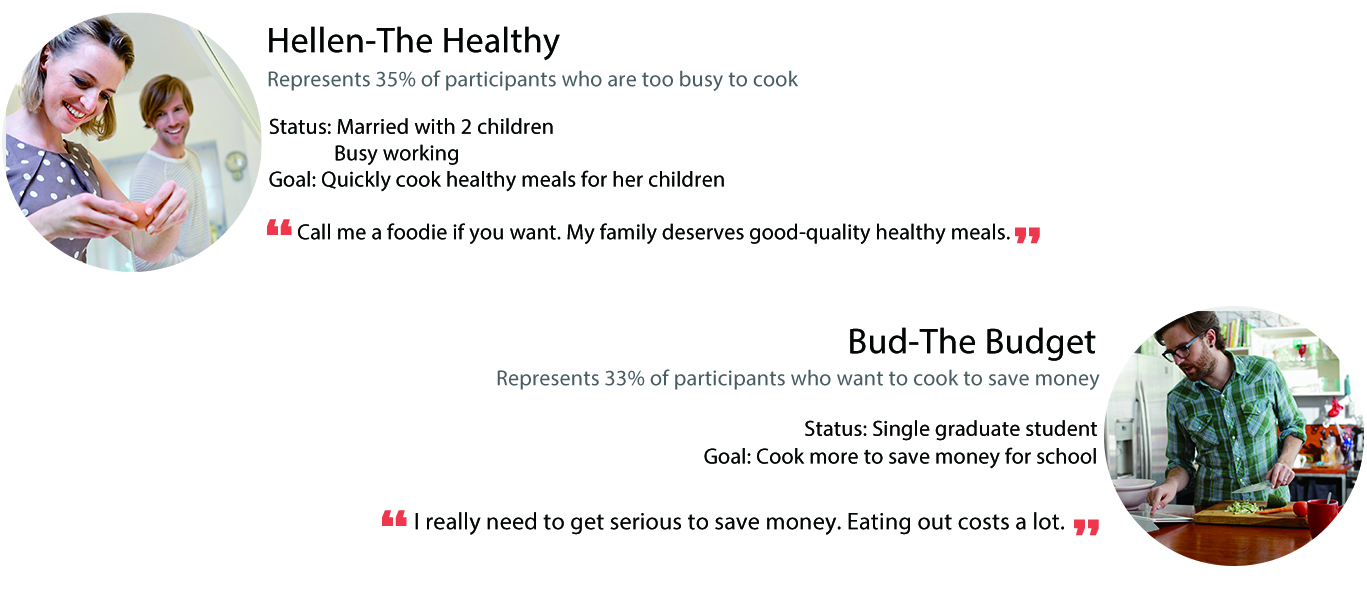 Hellen-The Healthy
Represents 35% of participants who are too busy to cook
Status: Married with 2 children
Busy working
Goal: Quickly cook healthy meals for her children
❝ Call me a foodie if you want. My family deserves good-quality healthy meals. ❞
Bud-The Budget
Represents 33% of participants who want to cook to save money
Status: Single graduate student
Goal: Cook more to save money for school
❝ I really need to get serious to save money. Eating out costs a lot. ❞